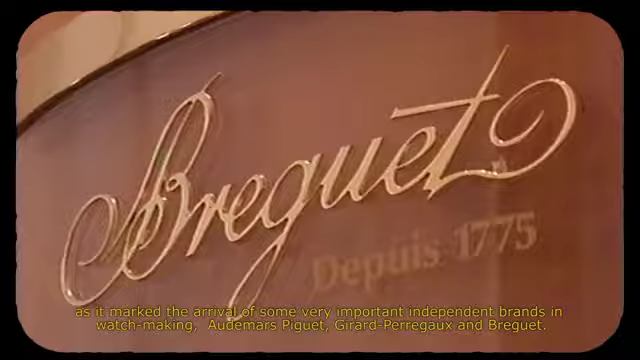 Breguet
Depuis 1775
as it marked the arrival of some very important independent brands in
watch-making, Audemars Piguet, Girard-Perregaux and Breguet.